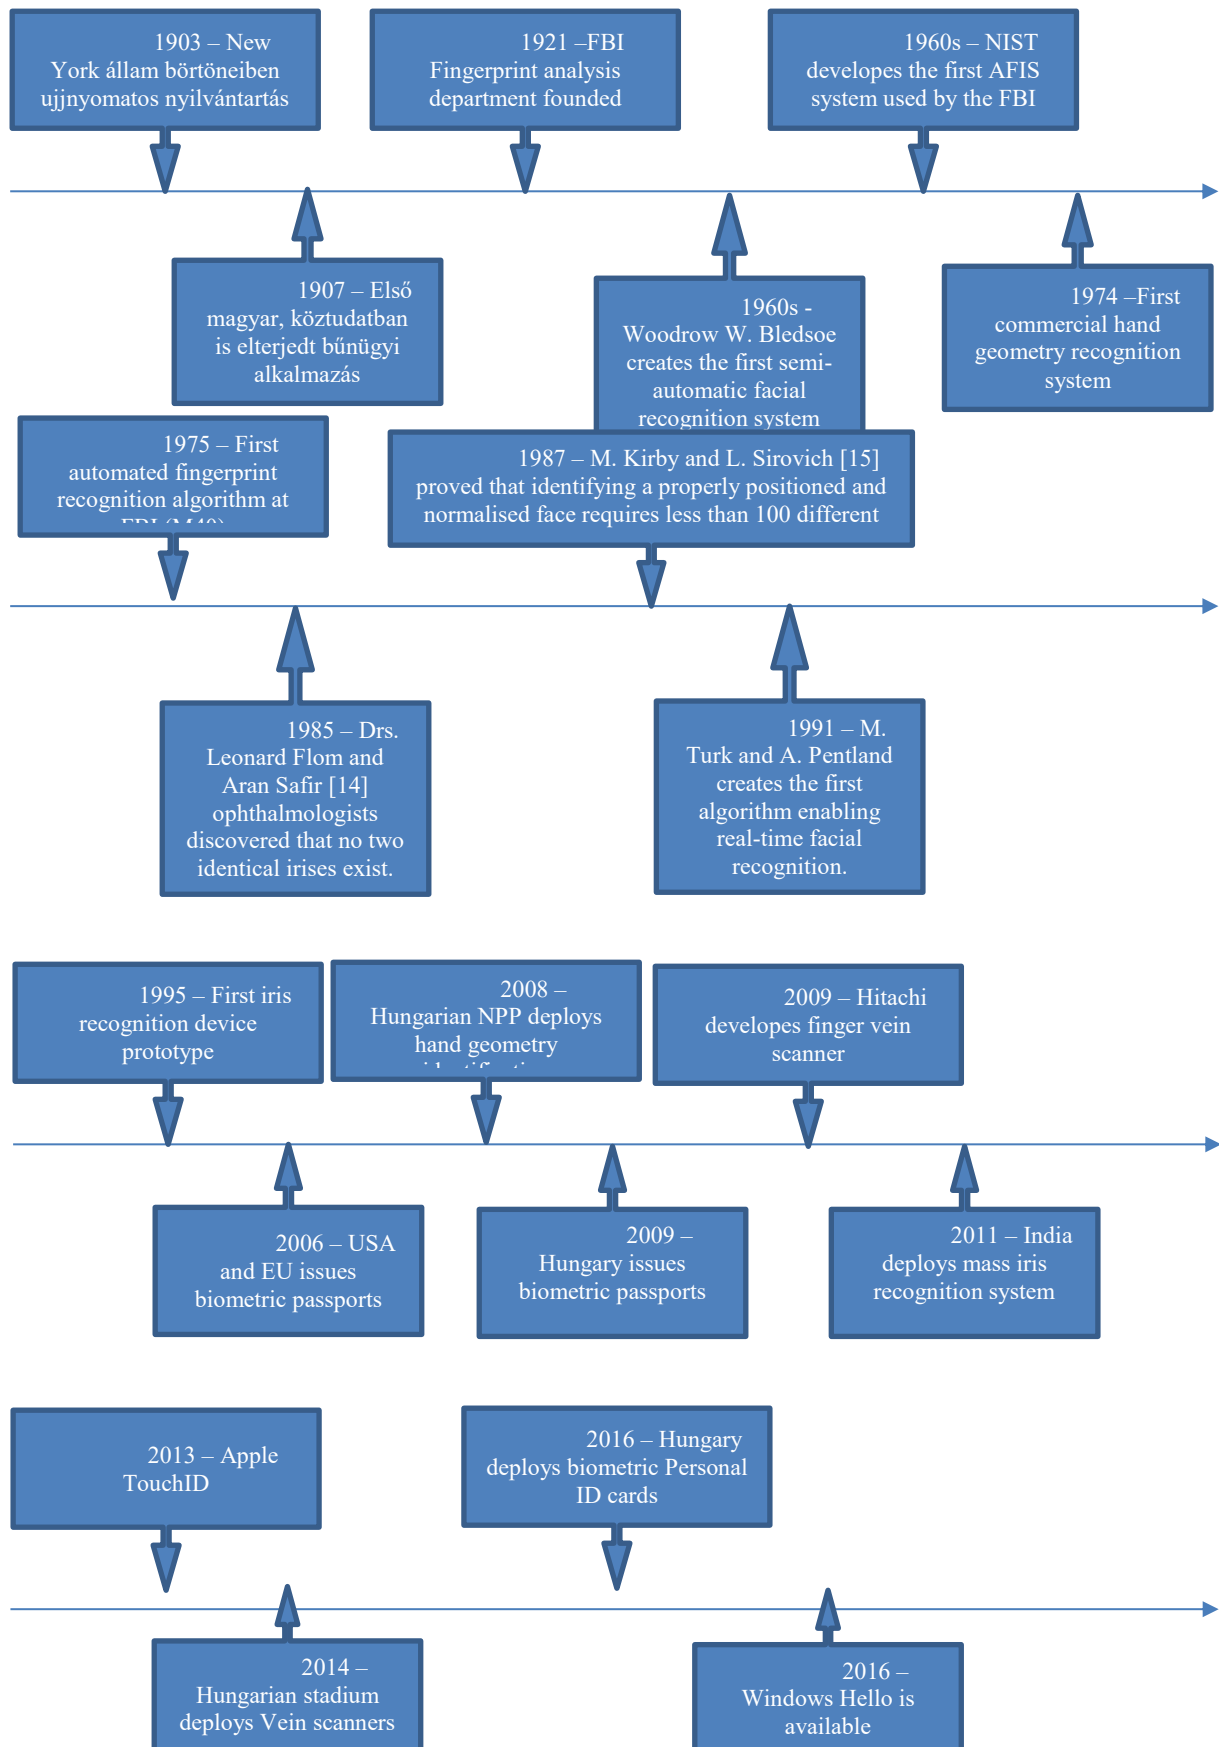 1903 – New
York állam börtöneiben
ujjnyomatos nyilvántartás
1921 –FBI
Fingerprint analysis
department founded
1960s – NIST
developes the first AFIS
system used by the FBI
1907 – Első
magyar, köztudatban
is elterjedt bűnügyi
alkalmazás
1960s -
Woodrow W. Bledsoe
creates the first semi-
automatic facial
recognition system
1974 –First
commercial hand
geometry recognition
system
1975 – First
automated fingerprint
recognition algorithm at
1987 – M. Kirby and L. Sirovich [15]
proved that identifying a properly positioned and
normalised face requires less than 100 different
1985 – Drs.
Leonard Flom and
Aran Safir [14]
ophthalmologists
discovered that no two
identical irises exist.
1991 – M.
Turk and A. Pentland
creates the first
algorithm enabling
real-time facial
recognition.
1995 – First iris
recognition device
prototype
2008 –
Hungarian NPP deploys
hand geometry
2009 – Hitachi
developes finger vein
scanner
2006 – USA
and EU issues
biometric passports
2009 –
Hungary issues
biometric passports
2011 – India
deploys mass iris
recognition system
2013 – Apple
TouchID
2016 – Hungary
deploys biometric Personal
ID cards
2014 –
Hungarian stadium
deploys Vein scanners
2016 –
Windows Hello is
available